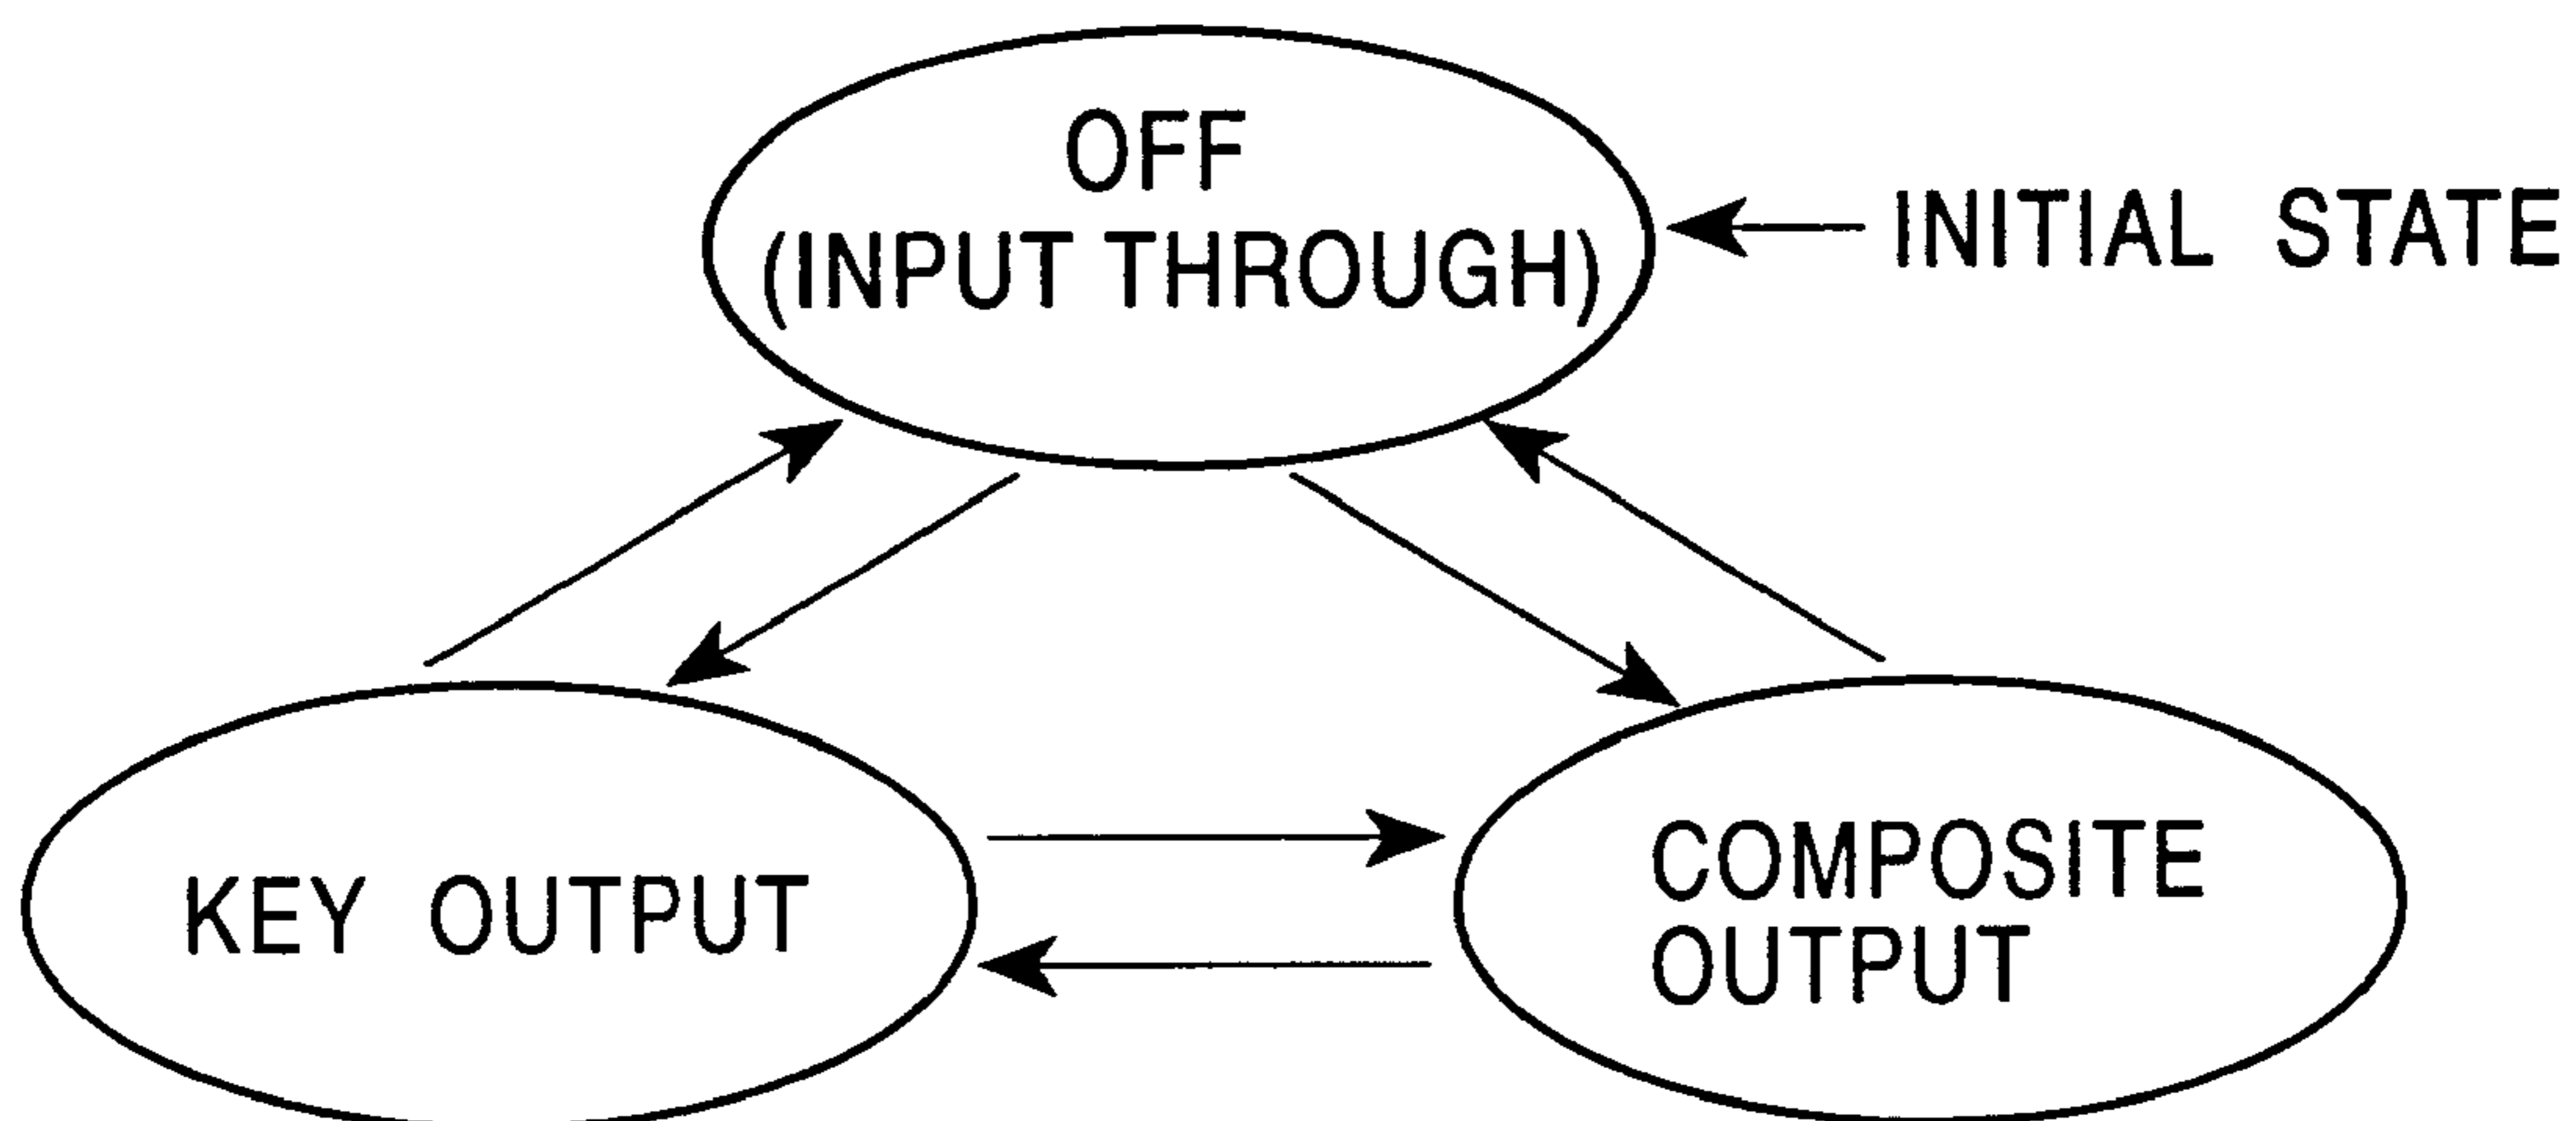 OFF
(INPUT THROUGH)
INITIAL STATE
KEY OUTPUT
COMPOSITE
OUTPUT